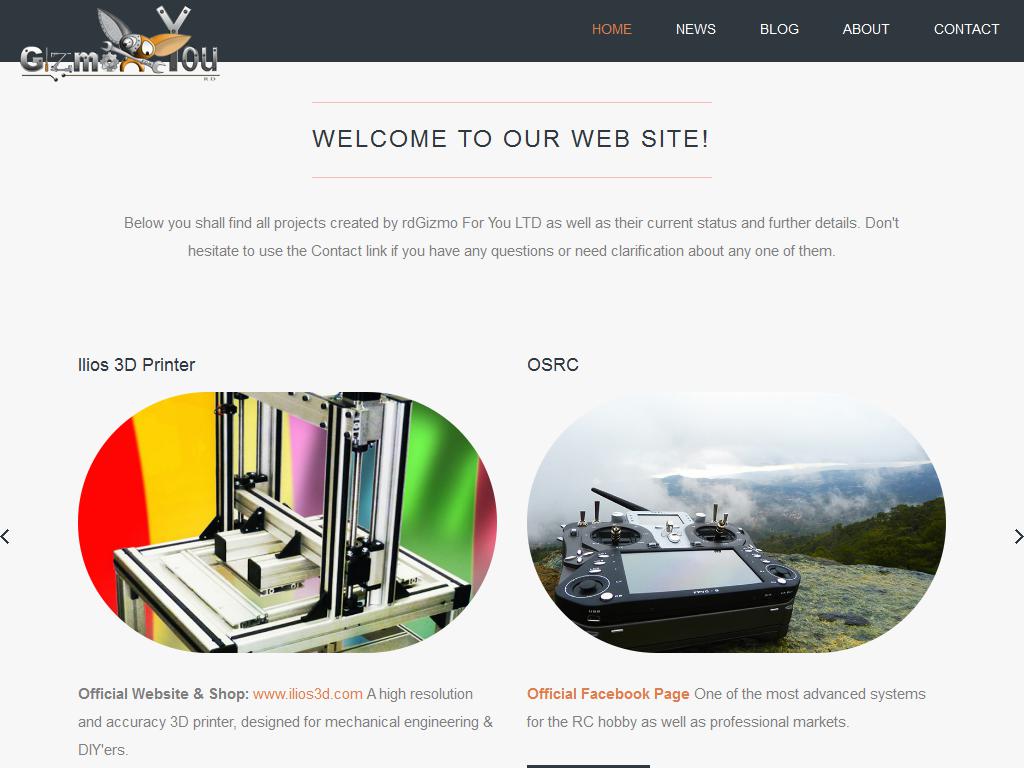 Gizmo 4 You
RD
HOME NEWS BLOG ABOUT CONTACT
WELCOME TO OUR WEB SITE!
Below you shall find all projects created by rdGizmo For You LTD as well as their current status and further details. Don't
hesitate to use the Contact link if you have any questions or need clarification about any one of them.
Ilios 3D Printer
OSRC
Official Website & Shop: www.ilios3d.com A high resolution
and accuracy 3D printer, designed for mechanical engineering &
DIY'ers.
Official Facebook Page One of the most advanced systems
for the RC hobby as well as professional markets.